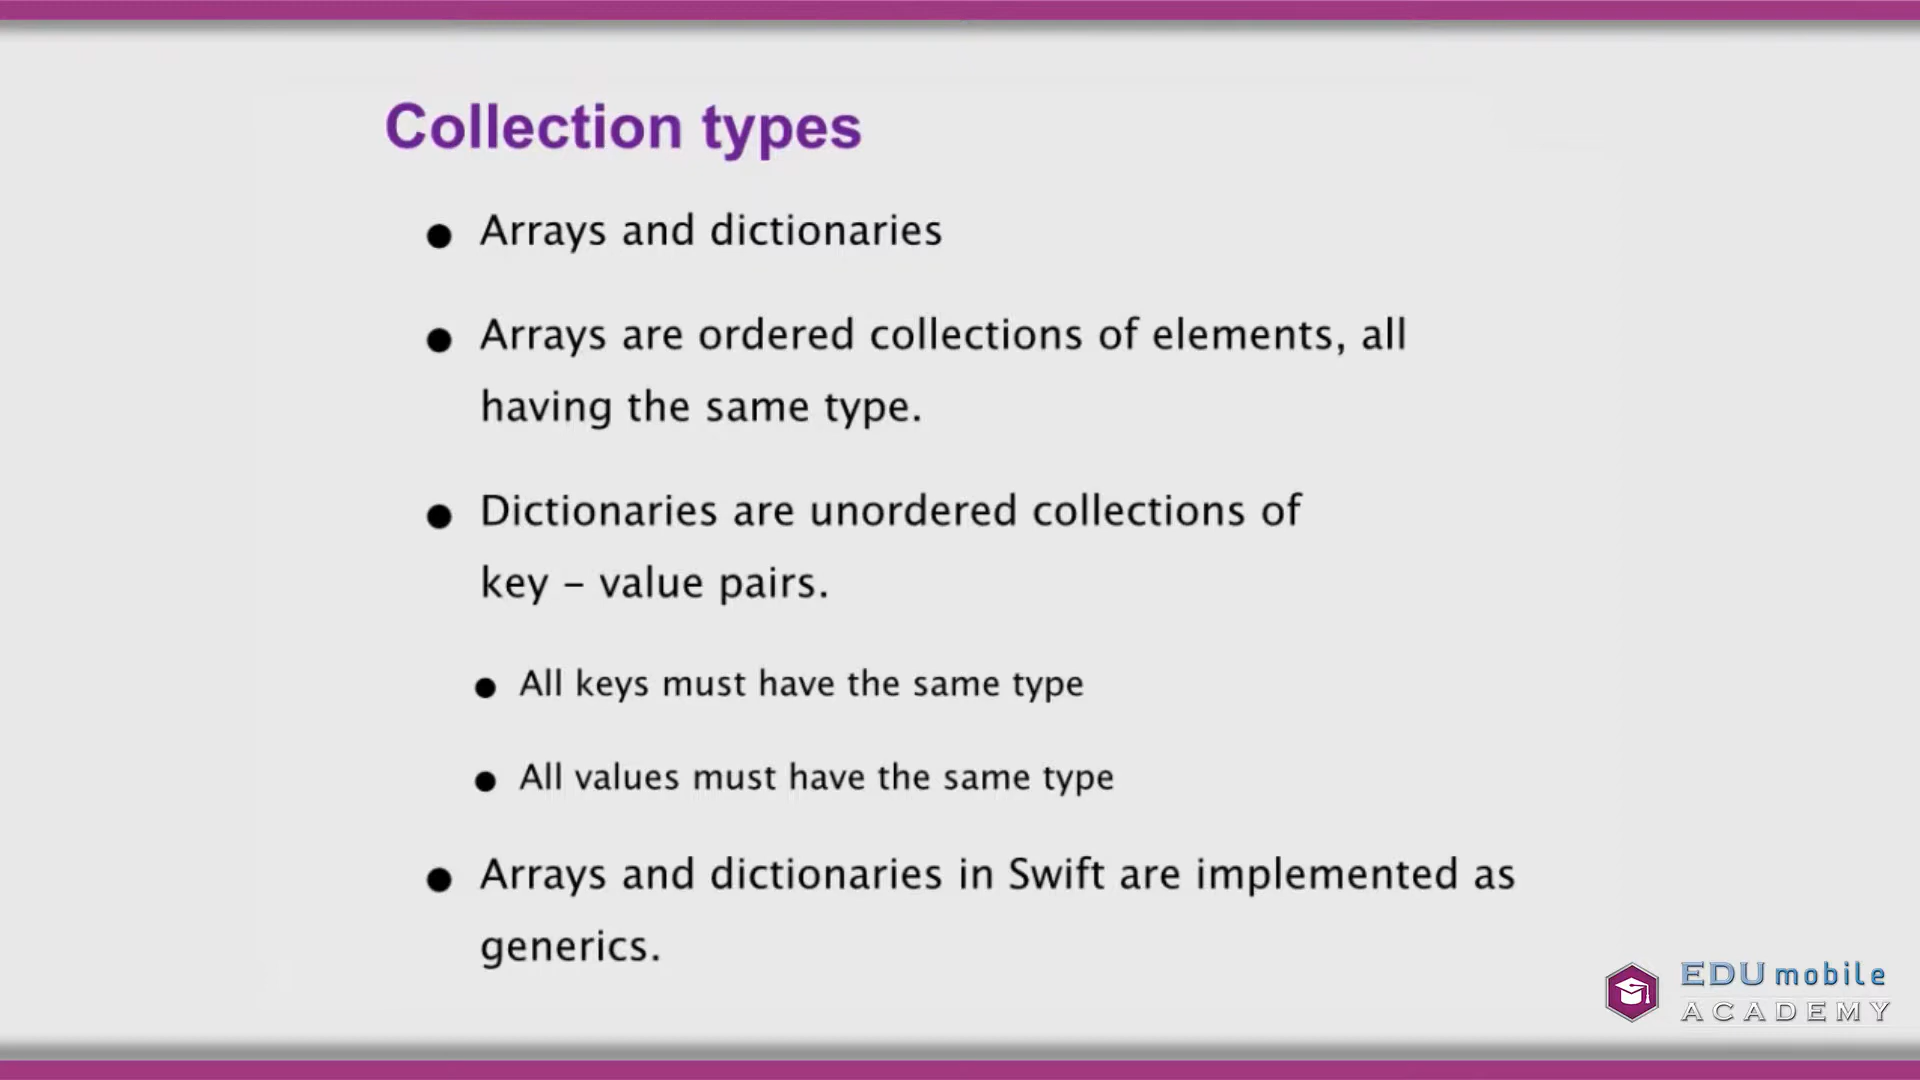 Collection types
● Arrays and dictionaries
● Arrays are ordered collections of elements, all
having the same type.
● Dictionaries are unordered collections of
key – value pairs.
● All keys must have the same type
● All values must have the same type
● Arrays and dictionaries in Swift are implemented as
generics.
EDUmobile
ACADEMY